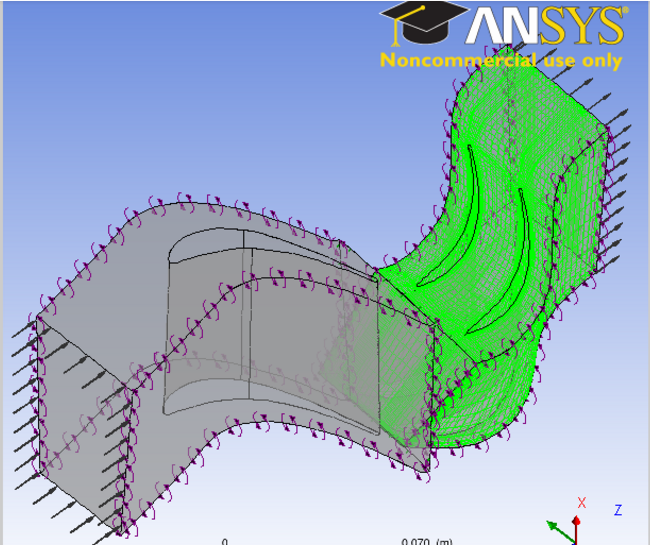 ANSYS
Noncommercial use only
X
Z
0 0.070 (m)